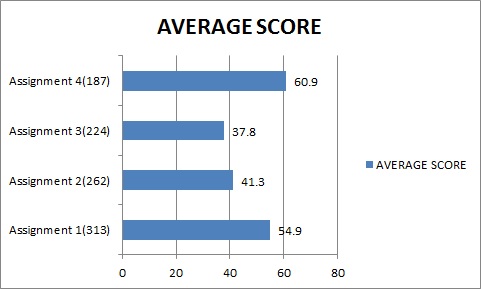 AVERAGE SCORE
Assignment 4(187)
60.9
Assignment 3(224)
37.8
Assignment 2(262)
41.3
Assignment 1(313)
54.9
AVERAGE SCORE
0 20 40 60 80